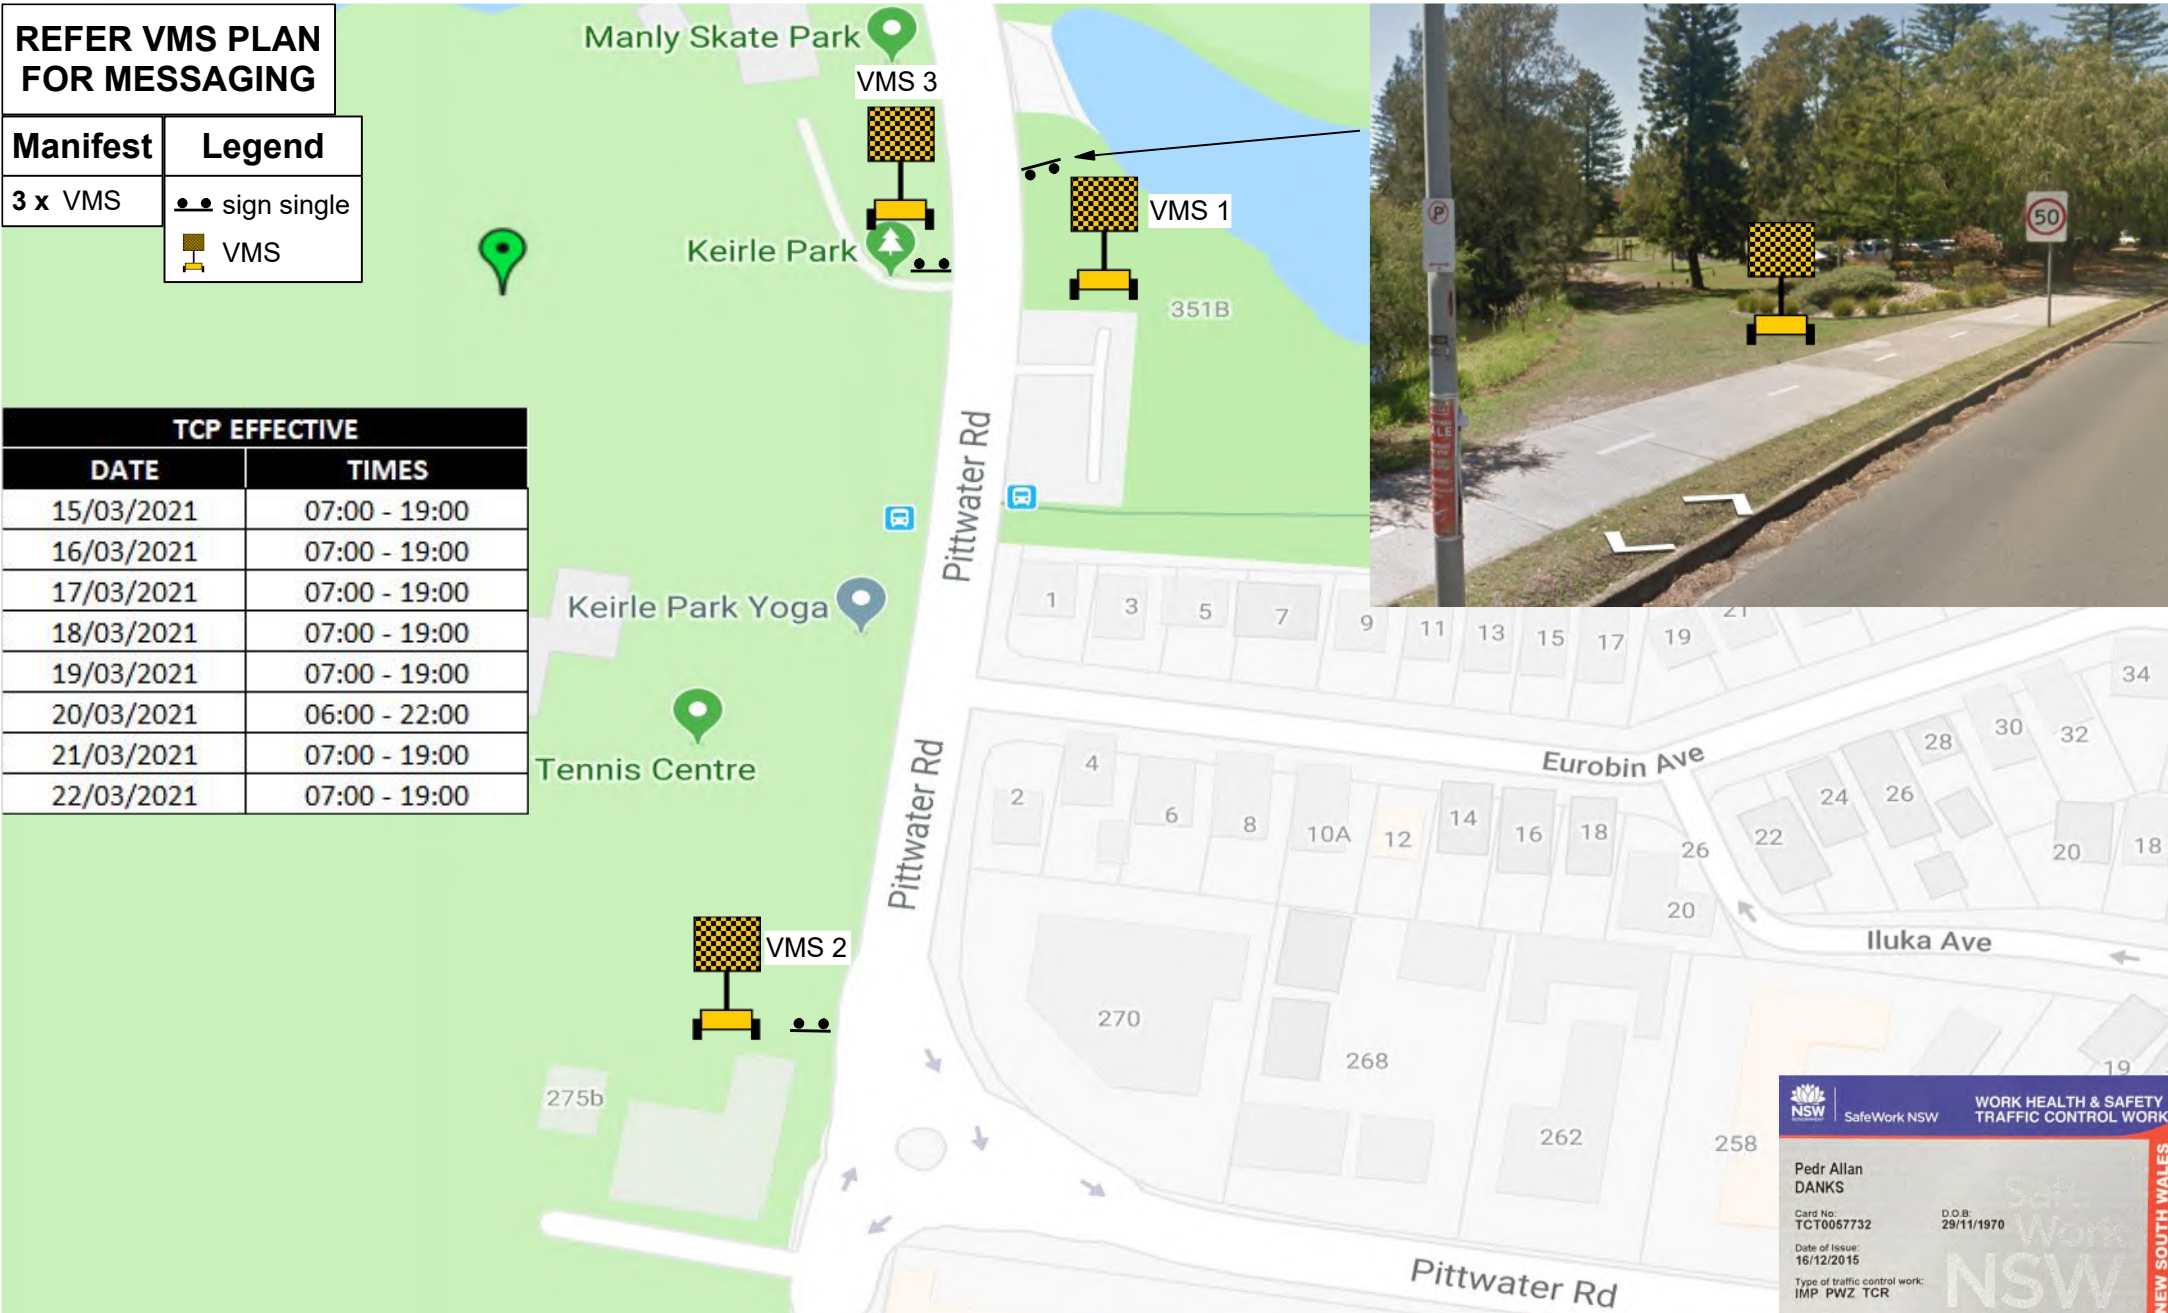 REFER VMS PLAN
FOR MESSAGING
Manifest
Legend
3 x VMS
sign single
VMS
Manly Skate Park
VMS 3
VMS 1
Keirle Park
351B
50
P
TCP EFFECTIVE
DATE TIMES
15/03/2021 07:00 - 19:00
16/03/2021 07:00 - 19:00
17/03/2021 07:00 - 19:00
18/03/2021 07:00 - 19:00
19/03/2021 07:00 - 19:00
20/03/2021 06:00 - 22:00
21/03/2021 07:00 - 19:00
22/03/2021 07:00 - 19:00
Pittwater Rd
Keirle Park Yoga
1 3 5 7 9 11 13 15 17 19 21
Tennis Centre
Pittwater Rd
Eurobin Ave
34
32
30
28
26
24
22
20
18
2 4 6 8 10A 12 14 16 18
26
20
Iluka Ave
VMS 2
270
268
262
258
19
275b
Pittwater Rd
NSW
GOVERNMENT
SafeWork NSW
WORK HEALTH & SAFETY
TRAFFIC CONTROL WORK
Pedr Allan
DANKS
Card No:
TCT0057732
D.O.B:
29/11/1970
Date of Issue:
16/12/2015
Type of traffic control work:
IMP PWZ TCR
Safe
Work
NSW
NEW SOUTH WALES